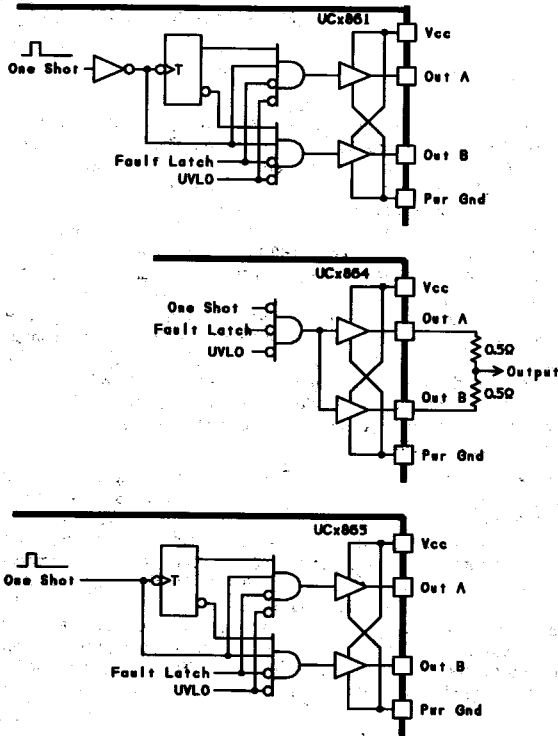 UCx861
Vcc
One Shot
T
Out A
Fault Latch
Out B
UVLO
Pwr Gnd
UCx864
Vcc
One Shot
Out A
Fault Latch
0.5Ω
UVLO
Output
Out B
0.5Ω
Pwr Gnd
UCx865
Vcc
One Shot
T
Out A
Fault Latch
Out B
UVLO
Pwr Gnd